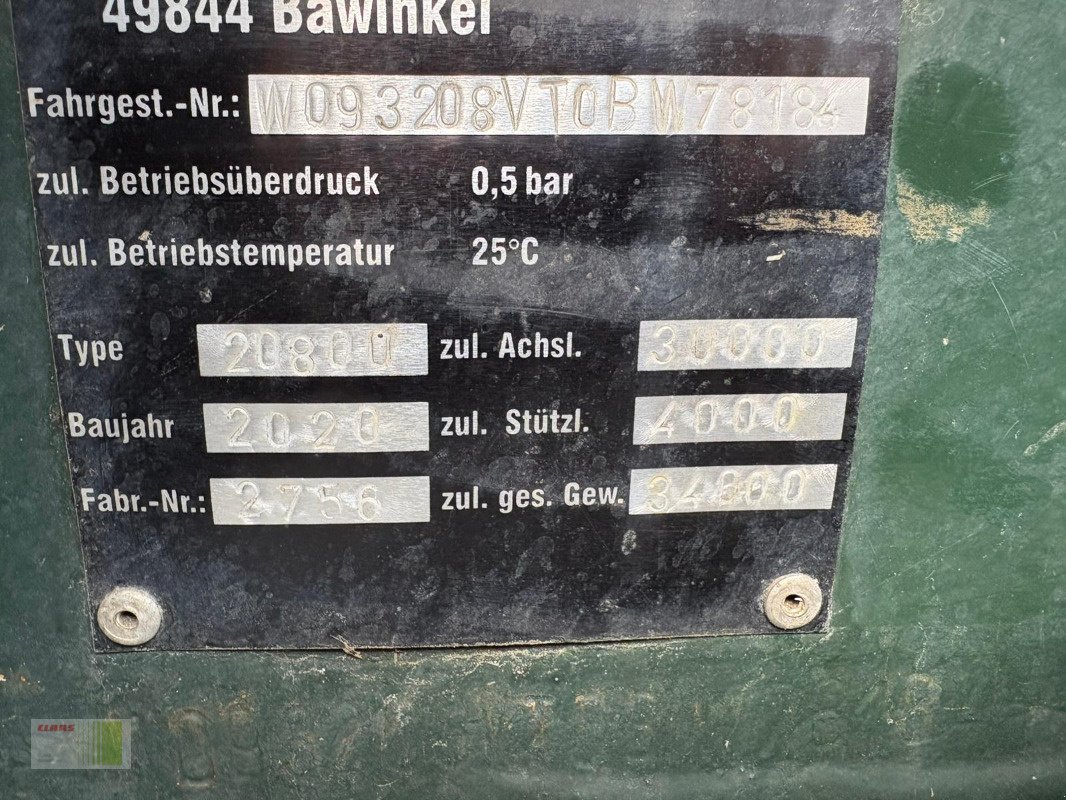 49844 Bawinkel
Fahrgest.-Nr.: W093208VT0BW78184
zul. Betriebsüberdruck 0,5 bar
zul. Betriebstemperatur 25°C
Type 20800 zul. Achsl. 30000
Baujahr 2020 zul. Stützl. 4000
Fabr.-Nr.: 2756 zul. ges. Gew. 34000
CLAAS